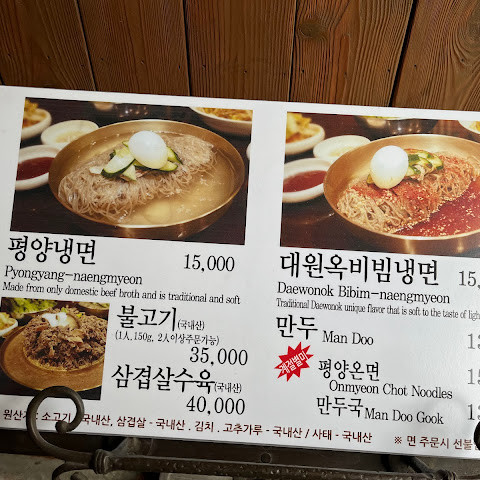 평양냉면 15,000
Pyongyang-naengmyeon
Made from only domestic beef broth and is traditional and soft
불고기(국내산)
(1人, 150g, 2人이상주문가능)
35,000
삼겹살수육(국내산)
40,000
대원옥비빔냉면
Daewonok Bibim-naengmyeon
Traditional Daewonok unique flavor that is soft to the taste of
만두 Man Doo
계절별미
평양온면
Onmyeon Chot Noodles
만두국 Man Doo Gook
소고기 국내산, 삼겹살 - 국내산 . 김치 . 고추가루 - 국내산 / 사태 - 국내산
※ 면 주문시 선불